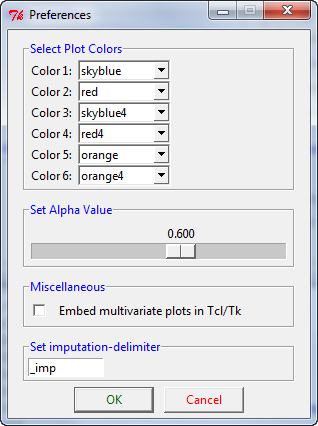 Preferences
Select Plot Colors
Color 1: skyblue
Color 2: red
Color 3: skyblue4
Color 4: red4
Color 5: orange
Color 6: orange4
Set Alpha Value
0.600
Miscellaneous
Embed multivariate plots in Tcl/Tk
Set imputation-delimiter
_imp
OK Cancel